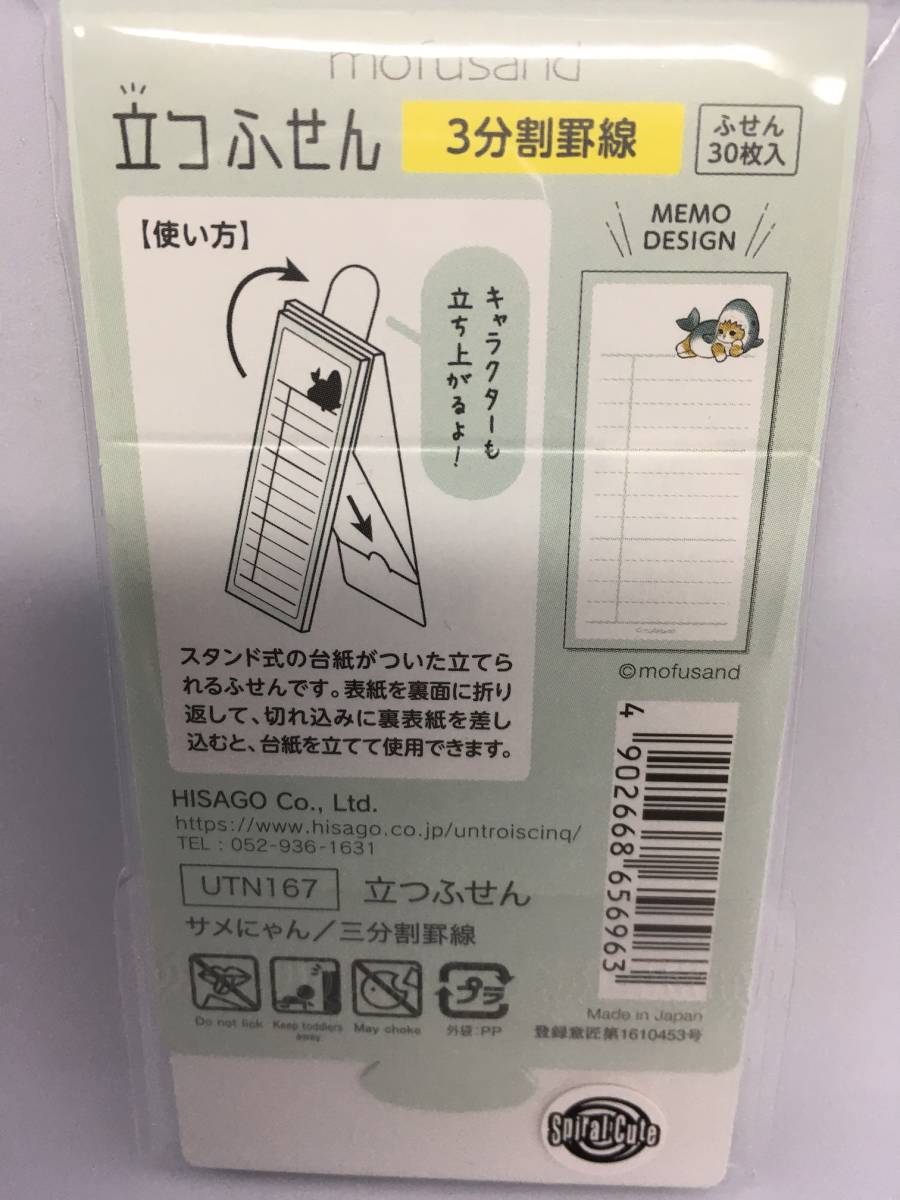 mofusand
立つふせん
3分割罫線
ふせん
30枚入
【使い方】
キャラクターも
立ち上がるよ！
MEMO
DESIGN
スタンド式の台紙がついた立てら
れるふせんです。表紙を裏面に折り
返して、切れ込みに裏表紙を差し
込むと、台紙を立てて使用できます。
©mofusand
HISAGO Co., Ltd.
https://www.hisago.co.jp/untroiscinq/
TEL : 052-936-1631
UTN167 立つふせん
サメにゃん／三分割罫線
Do not lick
Keep toddlers
away
May choke
プラ
外袋:PP
4 902668 656963
Made in Japan
登録意匠第1610453号
Spiral Cute